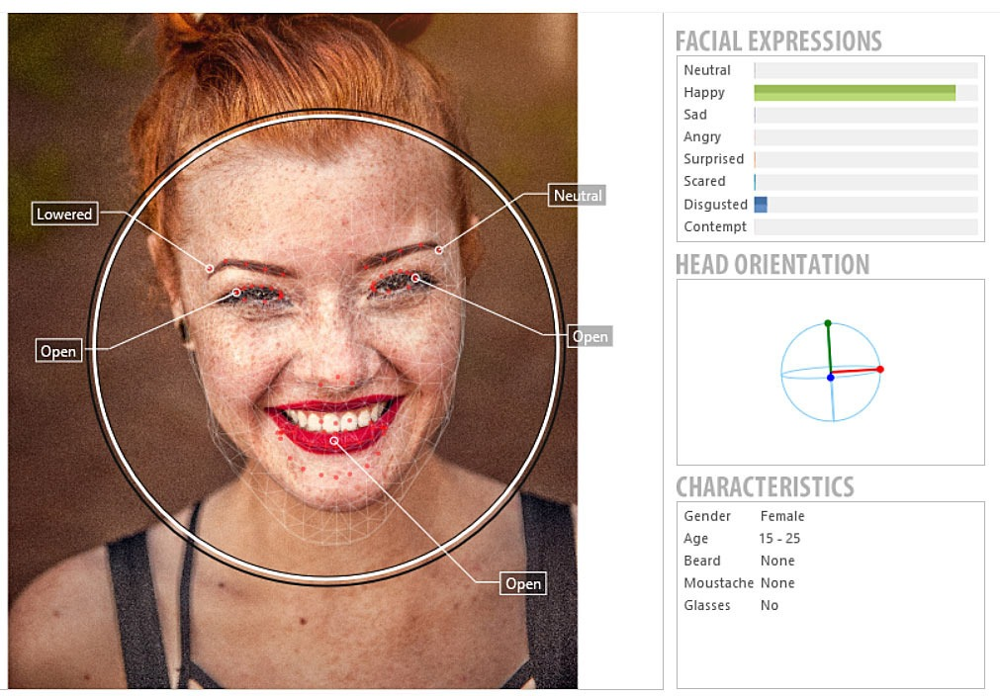 Lowered
Neutral
Open
Open
Open
FACIAL EXPRESSIONS
Neutral
Happy
Sad
Angry
Surprised
Scared
Disgusted
Contempt
HEAD ORIENTATION
CHARACTERISTICS
Gender Female
Age 15 - 25
Beard None
Moustache None
Glasses No